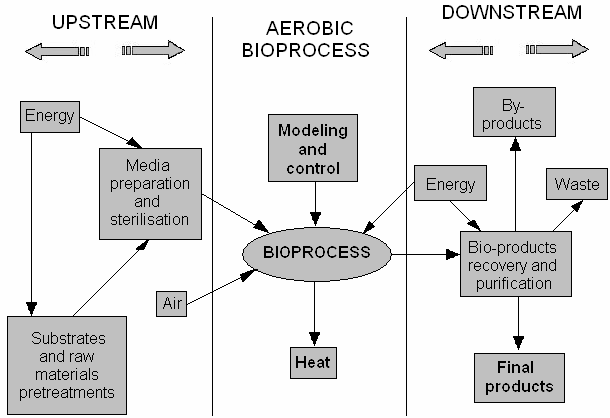 UPSTREAM
AEROBIC
BIOPROCESS
DOWNSTREAM
Energy
Media
preparation
and
sterilisation
Substrates
and raw
materials
pretreatments
Air
Modeling
and
control
BIOPROCESS
Heat
By-
products
Energy
Waste
Bio-products
recovery and
purification
Final
products